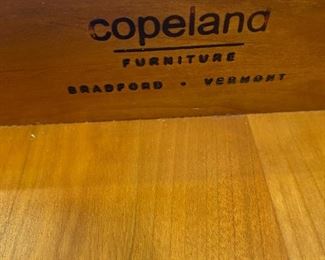 copeland
FURNITURE
BRADFORD • VERMONT